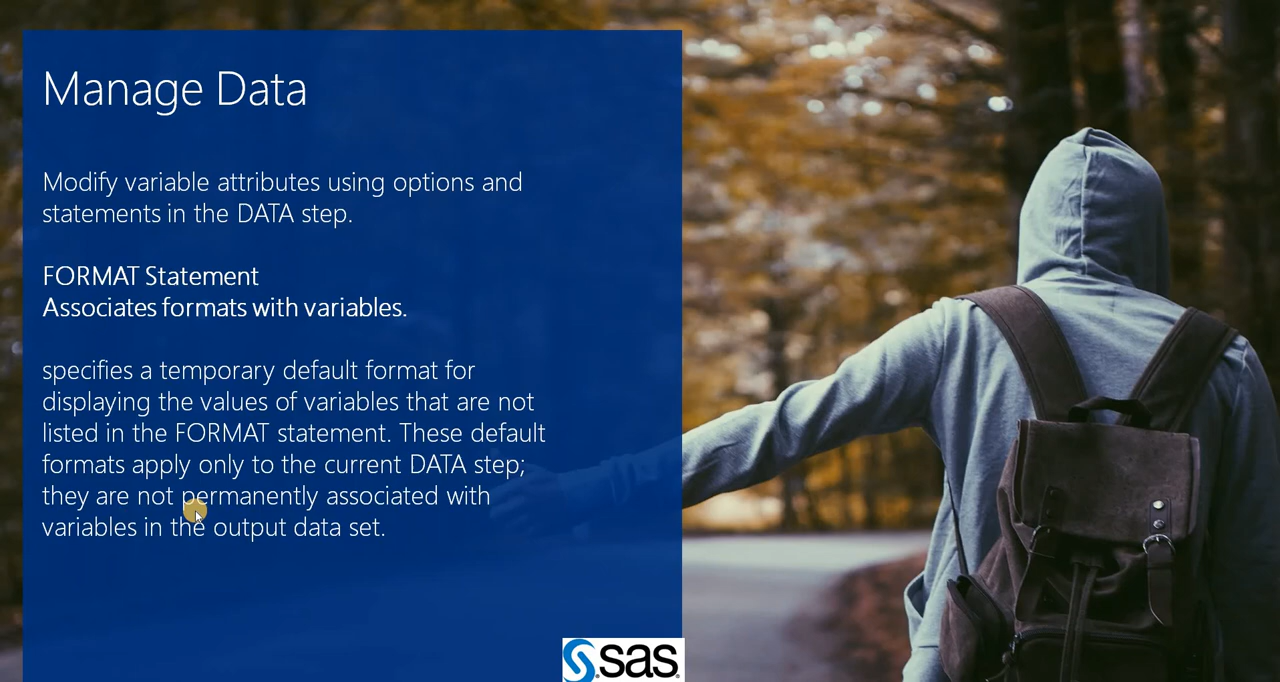 Manage Data
Modify variable attributes using options and
statements in the DATA step.
FORMAT Statement
Associates formats with variables.
specifies a temporary default format for
displaying the values of variables that are not
listed in the FORMAT statement. These default
formats apply only to the current DATA step;
they are not permanently associated with
variables in the output data set.
sas